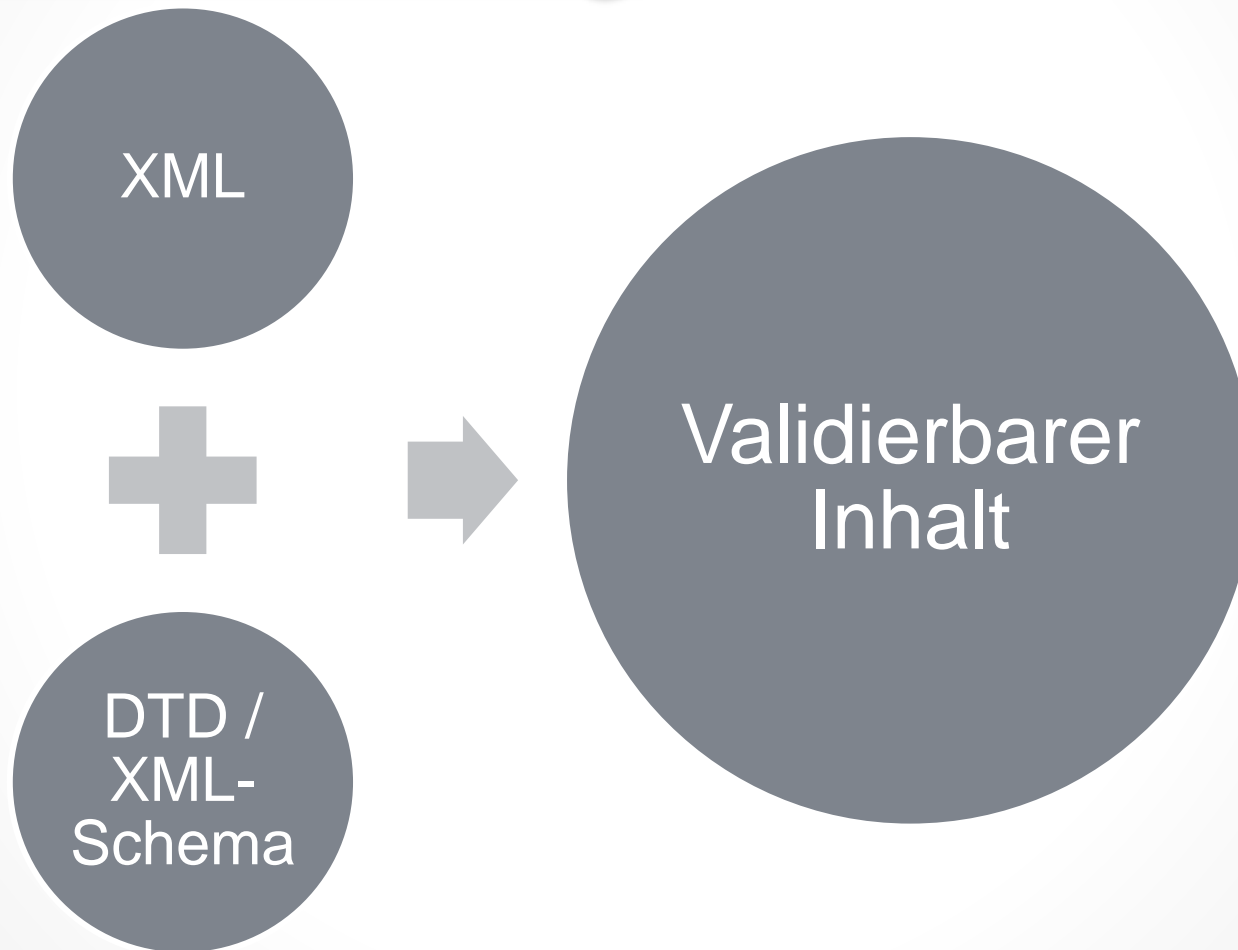 XML
DTD /
XML-
Schema
Validierbarer
Inhalt